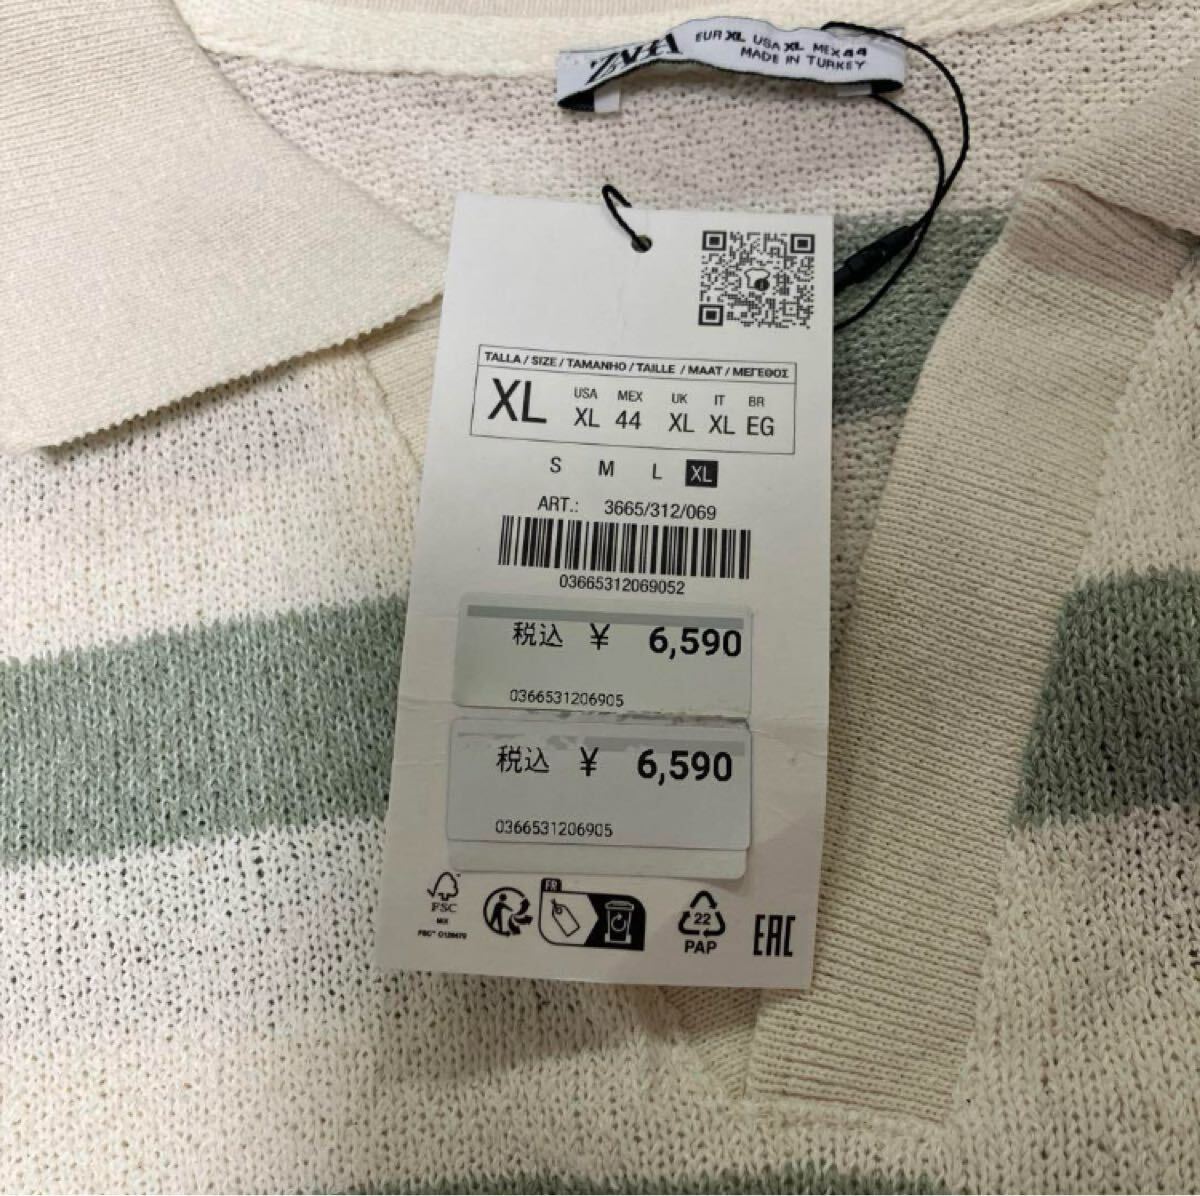 ZARA EUR XL USA XL MEX 44
MADE IN TURKEY
TALLA / SIZE / TAMANHO / TAILLE / MAAT / ΜΕΓΕΘΟΣ
XL
USA MEX UK IT BR
XL 44 XL XL EG
S M L XL
ART.: 3665/312/069
03665312069052
税込 ¥ 6,590
0366531206905
税込 ¥ 6,590
0366531206905
FR
FSC
MIX
22
PAP
EAC